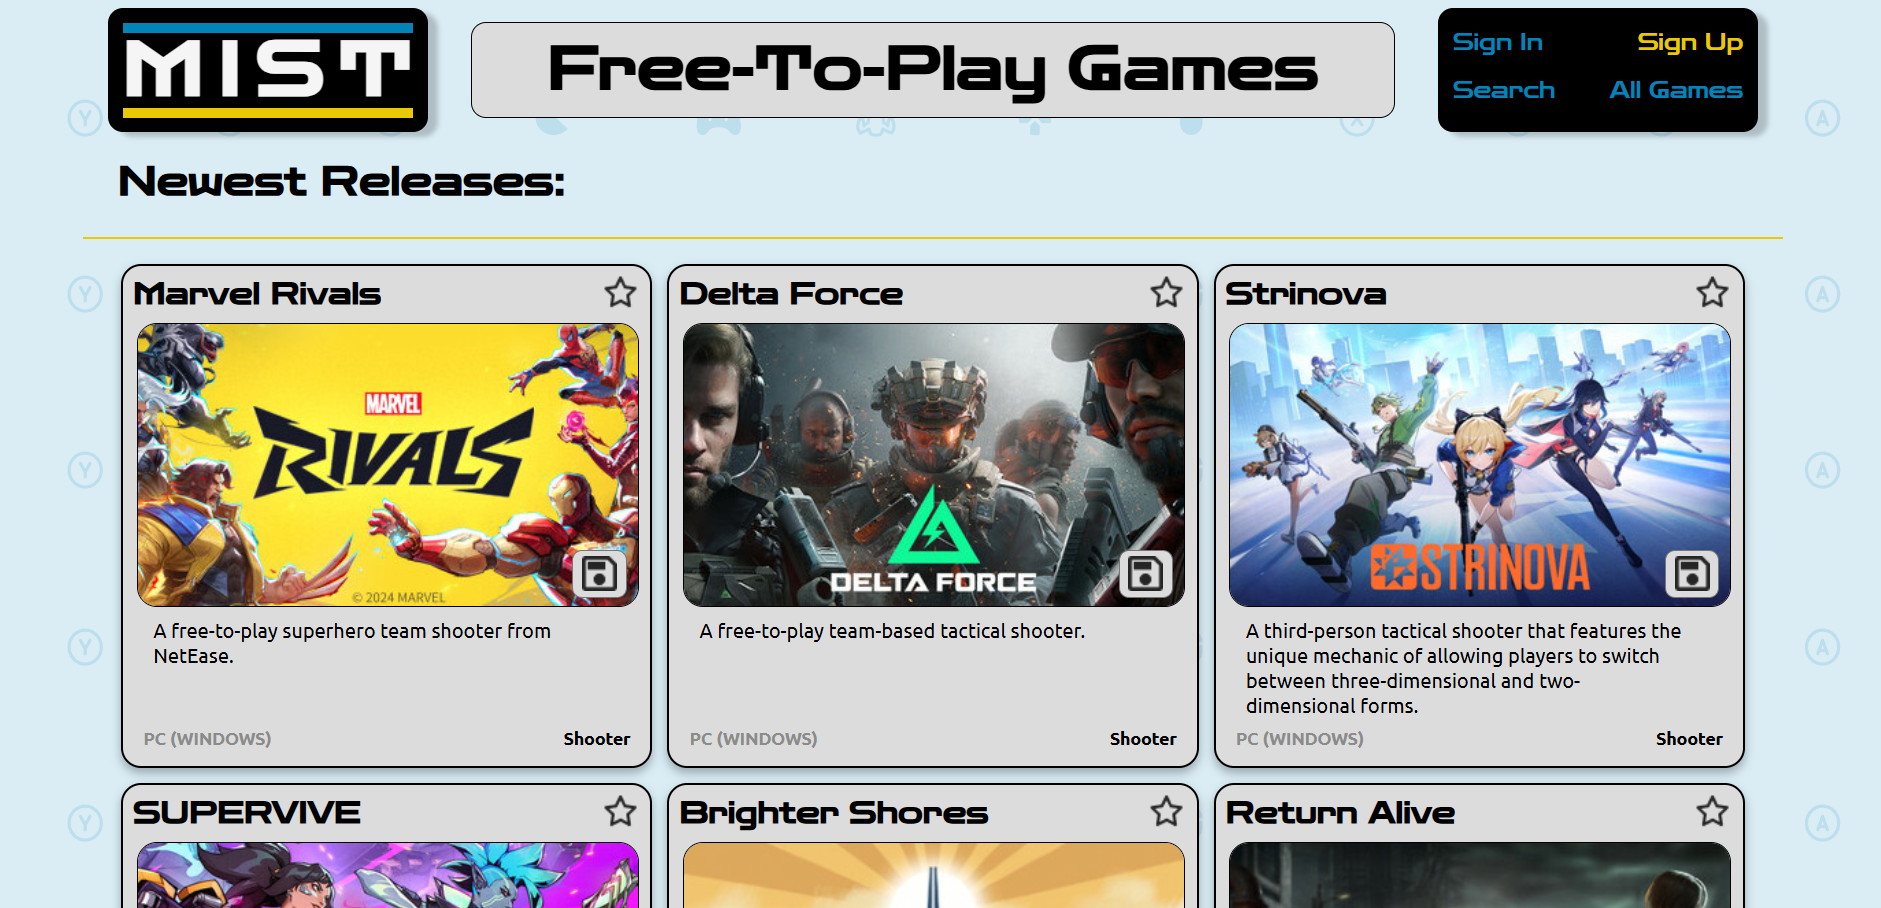 MIST
Free-To-Play Games
Sign In
Sign Up
Search
All Games
Newest Releases:
Marvel Rivals
Delta Force
Strinova
MARVEL
RIVALS
© 2024 MARVEL
DELTA FORCE
STRINOVA
A free-to-play superhero team shooter from
NetEase.
A free-to-play team-based tactical shooter.
A third-person tactical shooter that features the
unique mechanic of allowing players to switch
between three-dimensional and two-
dimensional forms.
PC (WINDOWS)
Shooter
PC (WINDOWS)
Shooter
PC (WINDOWS)
Shooter
SUPERVIVE
Brighter Shores
Return Alive
Y
X
A
Y
A
Y
A
Y
A
Y
A